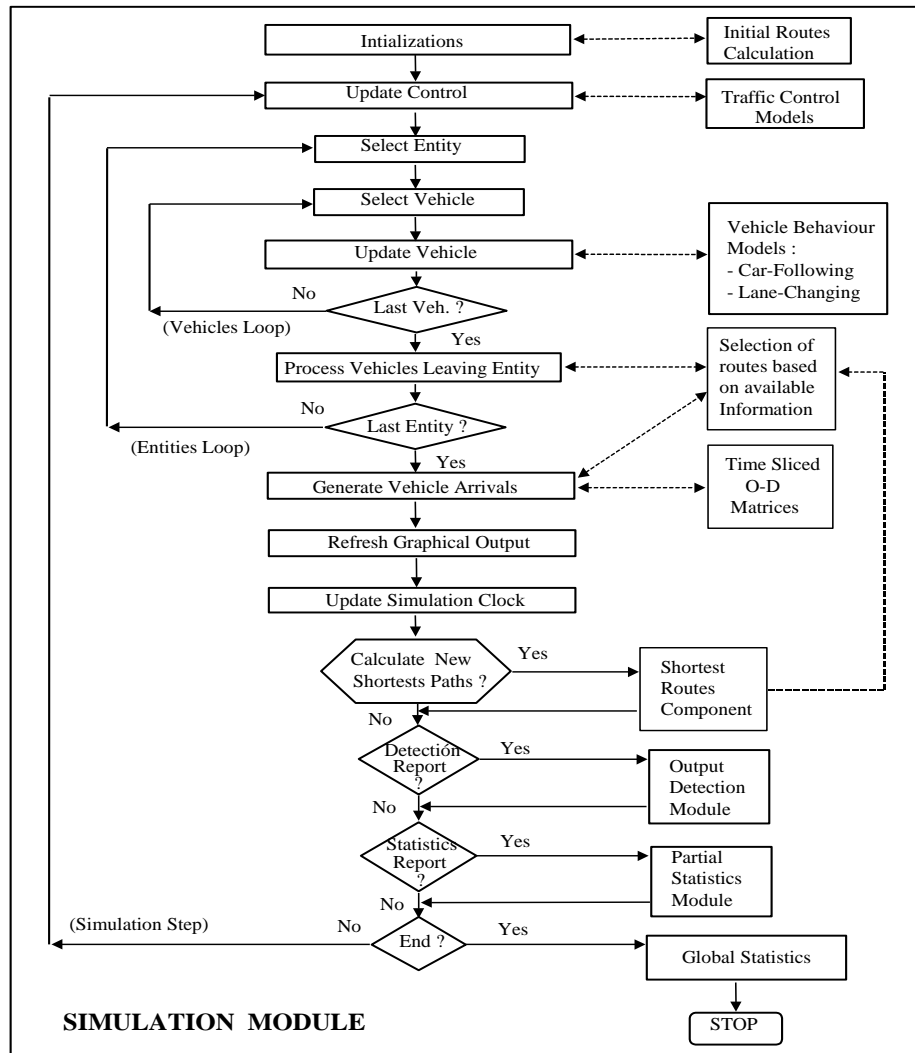 Intializations
Initial Routes
Calculation
Update Control
Traffic Control
Models
Select Entity
Select Vehicle
Update Vehicle
Vehicle Behaviour
Models :
- Car-Following
- Lane-Changing
No
Last Veh. ?
(Vehicles Loop)
Yes
Process Vehicles Leaving Entity
Selection of
routes based
on available
Information
No
Last Entity ?
(Entities Loop)
Yes
Generate Vehicle Arrivals
Time Sliced
O-D
Matrices
Refresh Graphical Output
Update Simulation Clock
Calculate New
Shortests Paths ?
Yes
Shortest
Routes
Component
No
Detectión
Report
?
Yes
Output
Detection
Module
No
Statistics
Report
?
Yes
Partial
Statistics
Module
No
(Simulation Step)
No
End ?
Yes
Global Statistics
SIMULATION MODULE
STOP